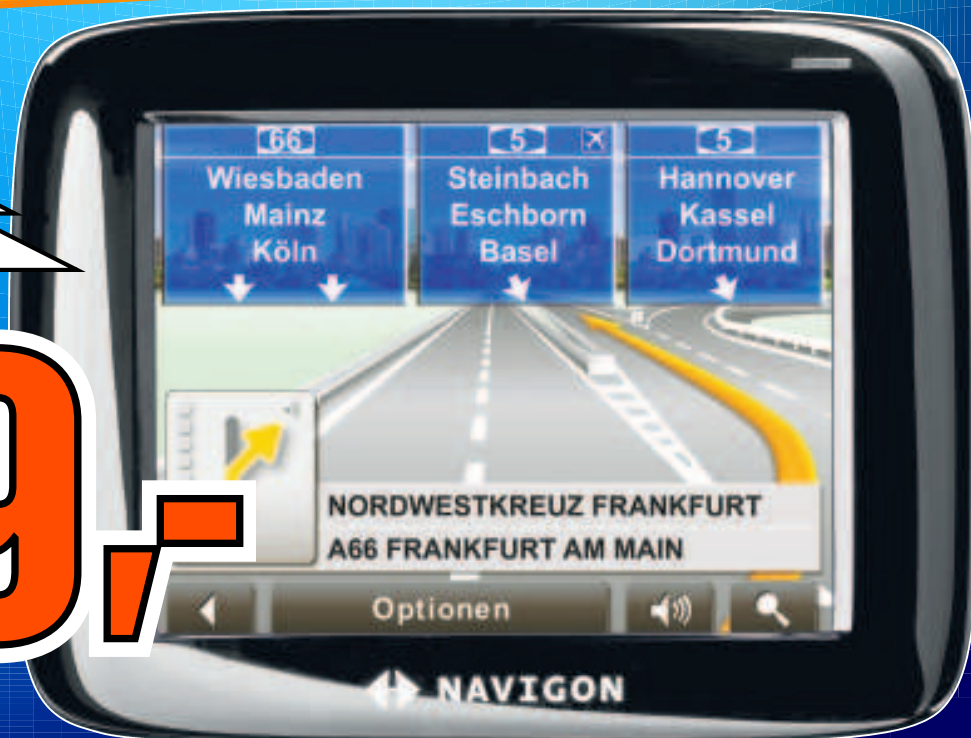 66
Wiesbaden
Mainz
Köln
5
Steinbach
Eschborn
Basel
5
Hannover
Kassel
Dortmund
9,-
NORDWESTKREUZ FRANKFURT
A66 FRANKFURT AM MAIN
Optionen
NAVIGON